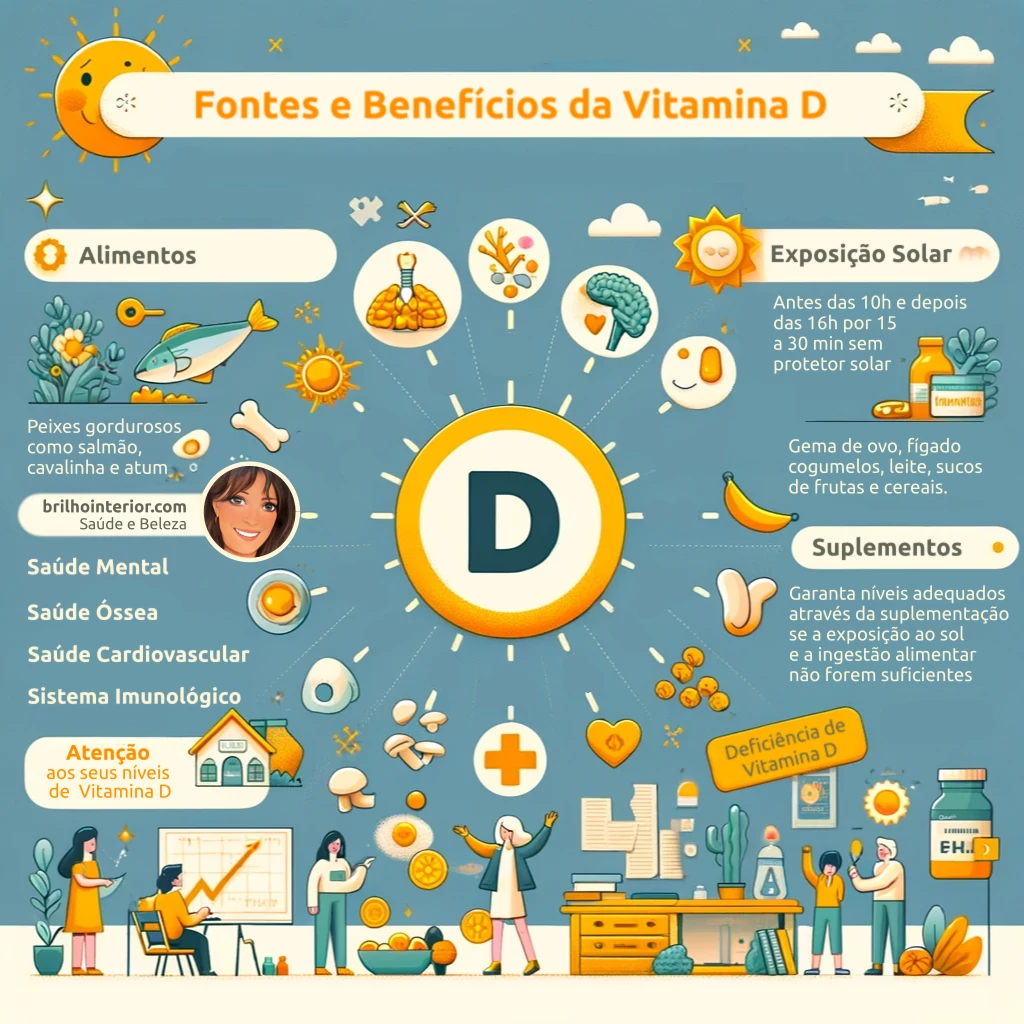 Fontes e Benefícios da Vitamina D
Alimentos
Peixes gordurosos
como salmão,
cavalinha e atum
brilhointerior.com
Saúde e Beleza
Saúde Mental
Saúde Óssea
Saúde Cardiovascular
Sistema Imunológico
Atenção
aos seus níveis
de Vitamina D
D
Exposição Solar
Antes das 10h e depois
das 16h por 15
a 30 min sem
protetor solar
Gema de ovo, fígado
cogumelos, leite, sucos
de frutas e cereais.
Suplementos
Garanta níveis adequados
através da suplementação
se a exposição ao sol
e a ingestão alimentar
não forem suficientes
Deficiência de
Vitamina D